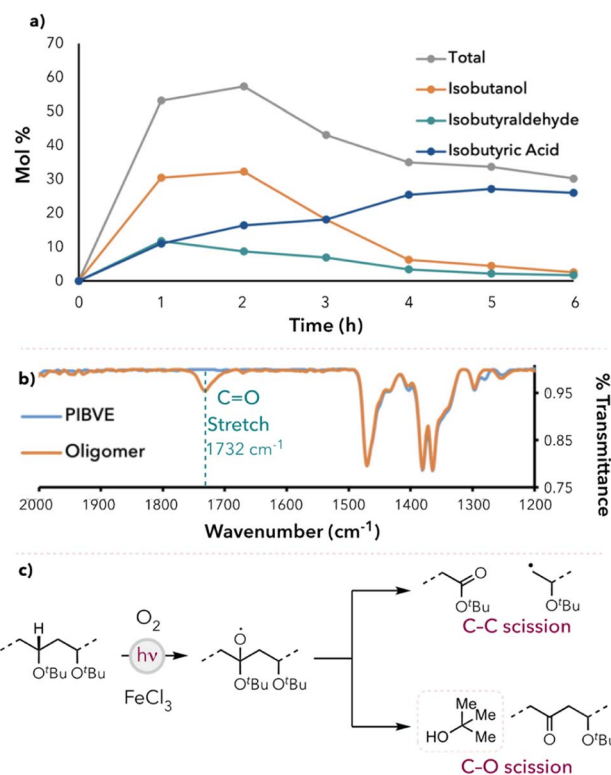 a)
70
60
50
40
30
20
10
0
Mol %
Total
Isobutanol
Isobutyraldehyde
Isobutyric Acid
0 1 2 3 4 5 6
Time (h)
b)
PIBVE
Oligomer
C=O
Stretch
1732 cm⁻¹
0.95
0.85
0.75
% Transmittance
2000 1900 1800 1700 1600 1500 1400 1300 1200
Wavenumber (cm⁻¹)
c)
H
OᵗBu OᵗBu
O₂
hν
FeCl₃
O
OᵗBu OᵗBu
O
OᵗBu
OᵗBu
C–C scission
Me
Me
HO Me
O OᵗBu
C–O scission